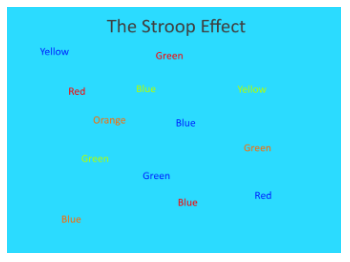 The Stroop Effect
Yellow
Green
Red
Blue
Yellow
Orange
Blue
Green
Green
Green
Red
Blue
Blue